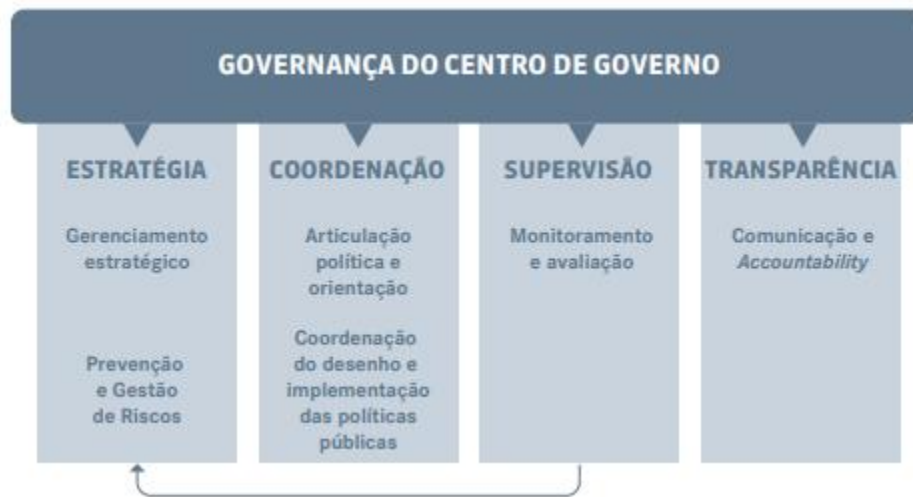 GOVERNANÇA DO CENTRO DE GOVERNO
ESTRATÉGIA
Gerenciamento
estratégico
Prevenção
e Gestão
de Riscos
COORDENAÇÃO
Articulação
política e
orientação
Coordenação
do desenho e
implementação
das políticas
públicas
SUPERVISÃO
Monitoramento
e avaliação
TRANSPARÊNCIA
Comunicação e
Accountability